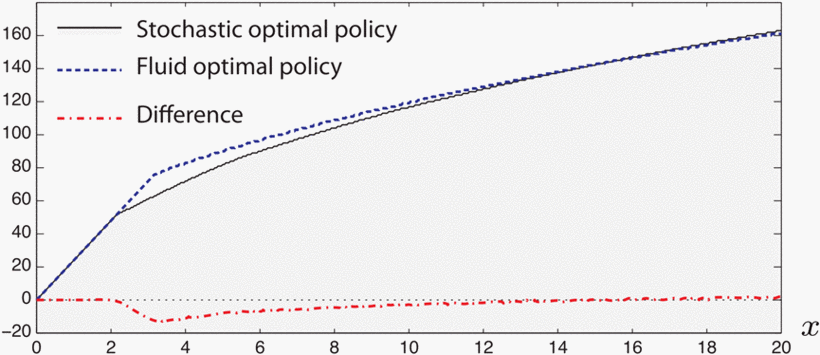 160
140
120
100
80
60
40
20
0
−20
Stochastic optimal policy
Fluid optimal policy
Difference
0 2 4 6 8 10 12 14 16 18 20
x